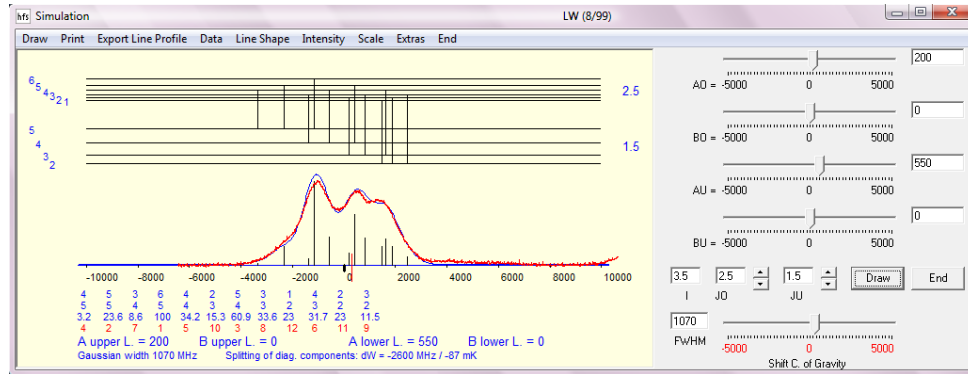 hfs Simulation LW (8/99)
Draw Print Export Line Profile Data Line Shape Intensity Scale Extras End
6 5 4 3 2 1 2.5
5 4 3 2 1.5
-10000 -8000 -6000 -4000 -2000 0 2000 4000 6000 8000 10000
4 5 3 6 4 2 5 3 1 4 2 3
5 5 4 5 4 3 4 3 2 3 2 2
3.2 23.6 8.6 100 34.2 15.3 60.9 33.6 23 31.7 23 11.5
4 2 7 1 5 10 3 8 12 6 11 9
A upper L. = 200 B upper L. = 0 A lower L. = 550 B lower L. = 0
Gaussian width 1070 MHz Splitting of diag. components: dW = -2600 MHz / -87 mK
200
AO = -5000 0 5000
0
BO = -5000 0 5000
550
AU = -5000 0 5000
0
BU = -5000 0 5000
3.5 2.5 1.5 Draw End
I JO JU
1070
FWHM -5000 0 5000
Shift C. of Gravity